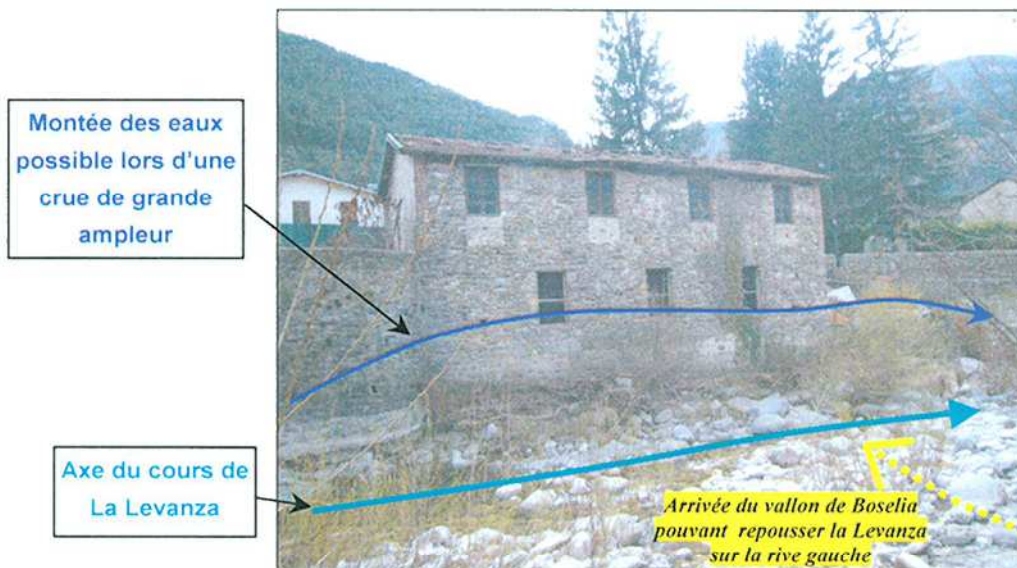 Montée des eaux
possible lors d'une
crue de grande
ampleur
Axe du cours de
La Levanza
Arrivée du vallon de Boselia
pouvant repousser la Levanza
sur la rive gauche